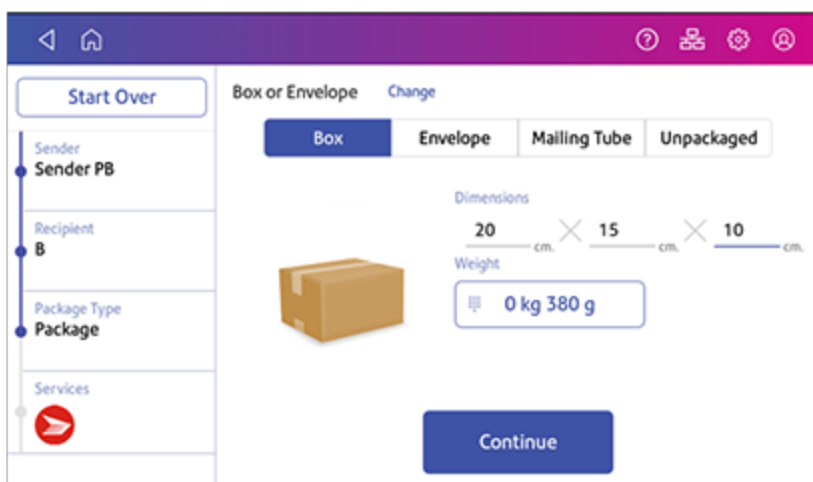 Start Over
Sender
Sender PB
Recipient
B
Package Type
Package
Services
Box or Envelope Change
Box Envelope Mailing Tube Unpackaged
Dimensions
20 cm. 15 cm. 10 cm.
Weight
0 kg 380 g
Continue